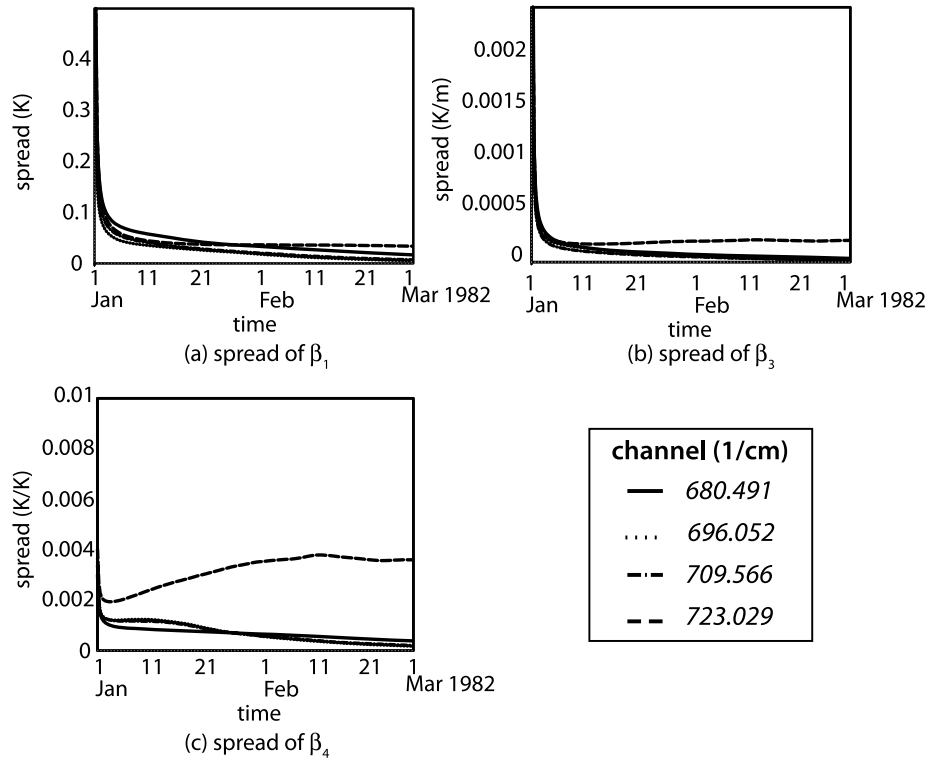 0.4
0.3
0.2
0.1
0
spread (K)
1 11 21 1 11 21 1
Jan Feb Mar 1982
time
(a) spread of β₁
0.002
0.0015
0.001
0.0005
0
spread (K/m)
1 11 21 1 11 21 1
Jan Feb Mar 1982
time
(b) spread of β₃
0.01
0.008
0.006
0.004
0.002
0
spread (K/K)
1 11 21 1 11 21 1
Jan Feb Mar 1982
time
(c) spread of β₄
channel (1/cm)
680.491
696.052
709.566
723.029